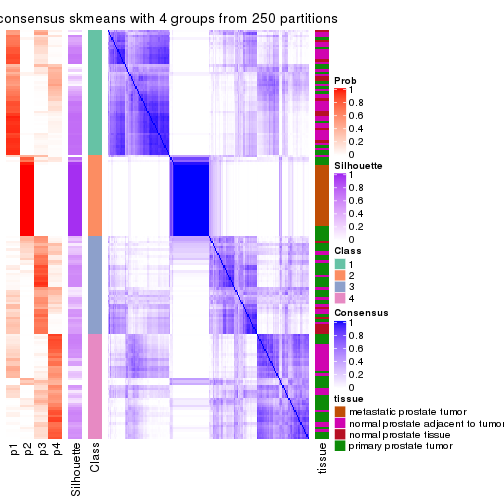 consensus skmeans with 4 groups from 250 partitions
Prob
1
0.8
0.6
0.4
0.2
0
Silhouette
1
0.8
0.6
0.4
0.2
0
Class
1
2
3
4
Consensus
1
0.8
0.6
0.4
0.2
0
tissue
metastatic prostate tumor
normal prostate adjacent to tumor
normal prostate tissue
primary prostate tumor
p1
p2
p3
p4
Silhouette
Class
tissue